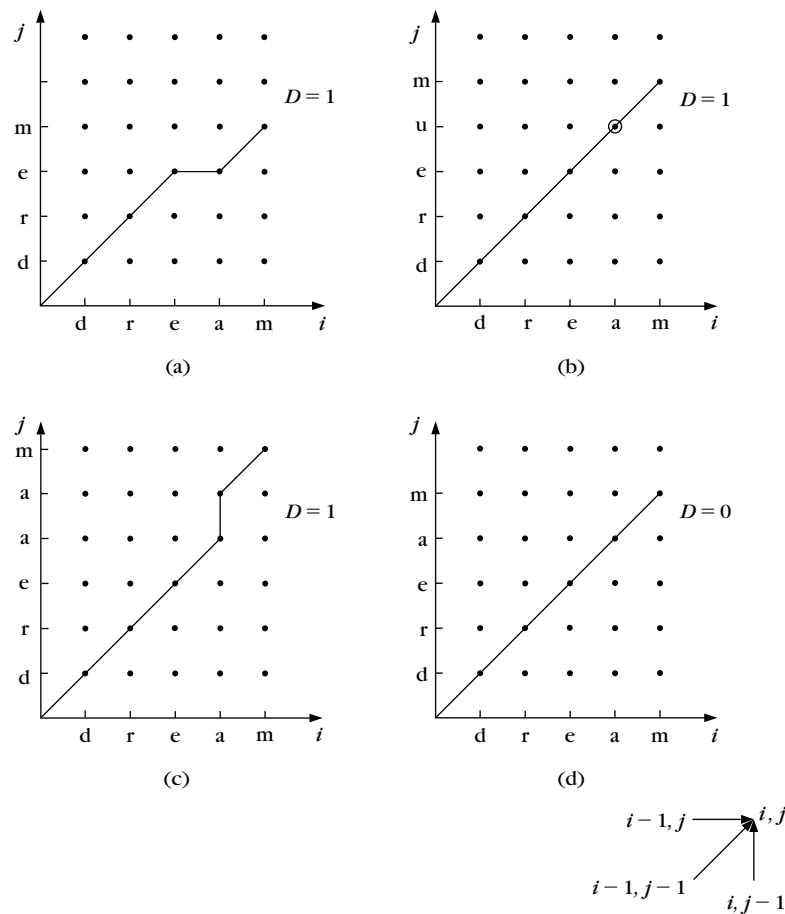 j
D = 1
m
e
r
d
d r e a m i
(a)
j
m
D = 1
u
e
r
d
d r e a m i
(b)
j
m
a
D = 1
a
e
r
d
d r e a m i
(c)
j
m
D = 0
a
e
r
d
d r e a m i
(d)
i − 1, j
i, j
i − 1, j − 1
i, j − 1